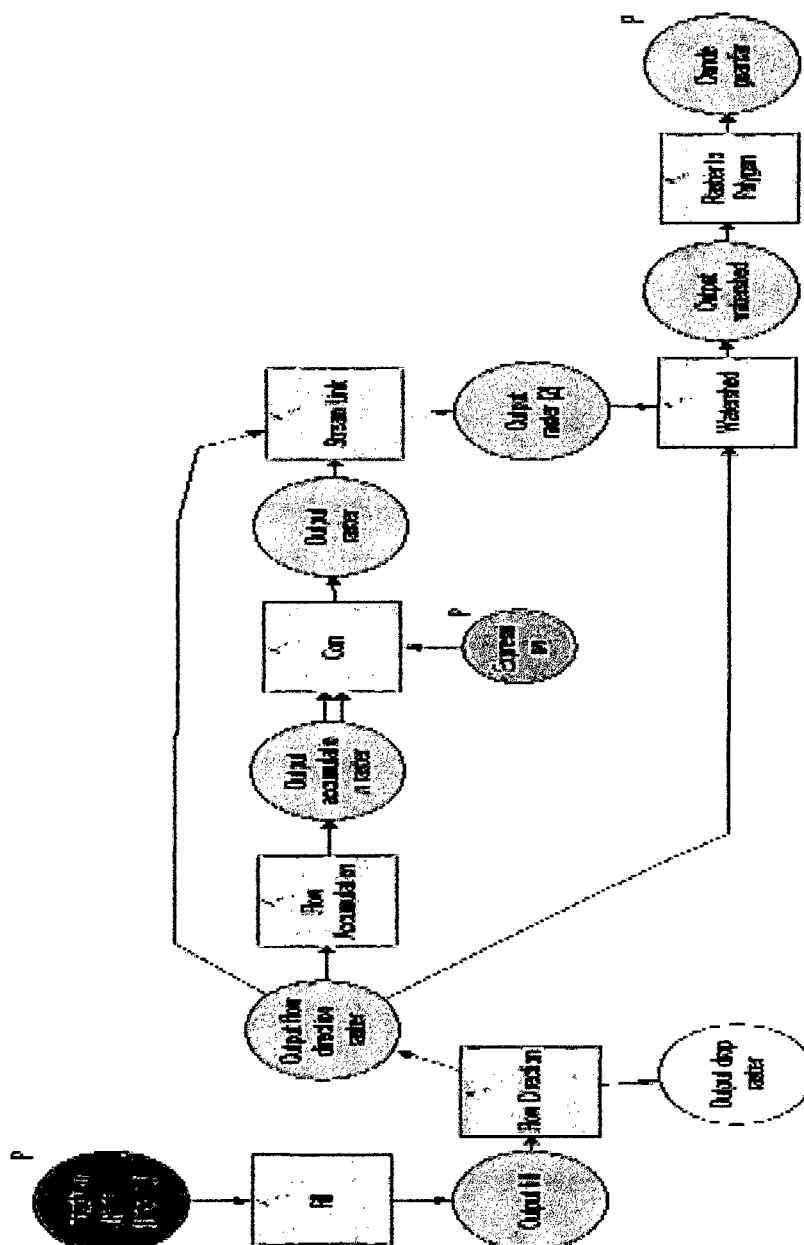 P
Fill
Output fill
Flow Direction
Output drop
raster
Output flow
direction
raster
Flow
Accumulation
Output
accumulatio
n raster
Con
P
Output
raster
Stream Link
Output
raster (2)
Watershed
Output
watershed
Raster to
Polygon
P